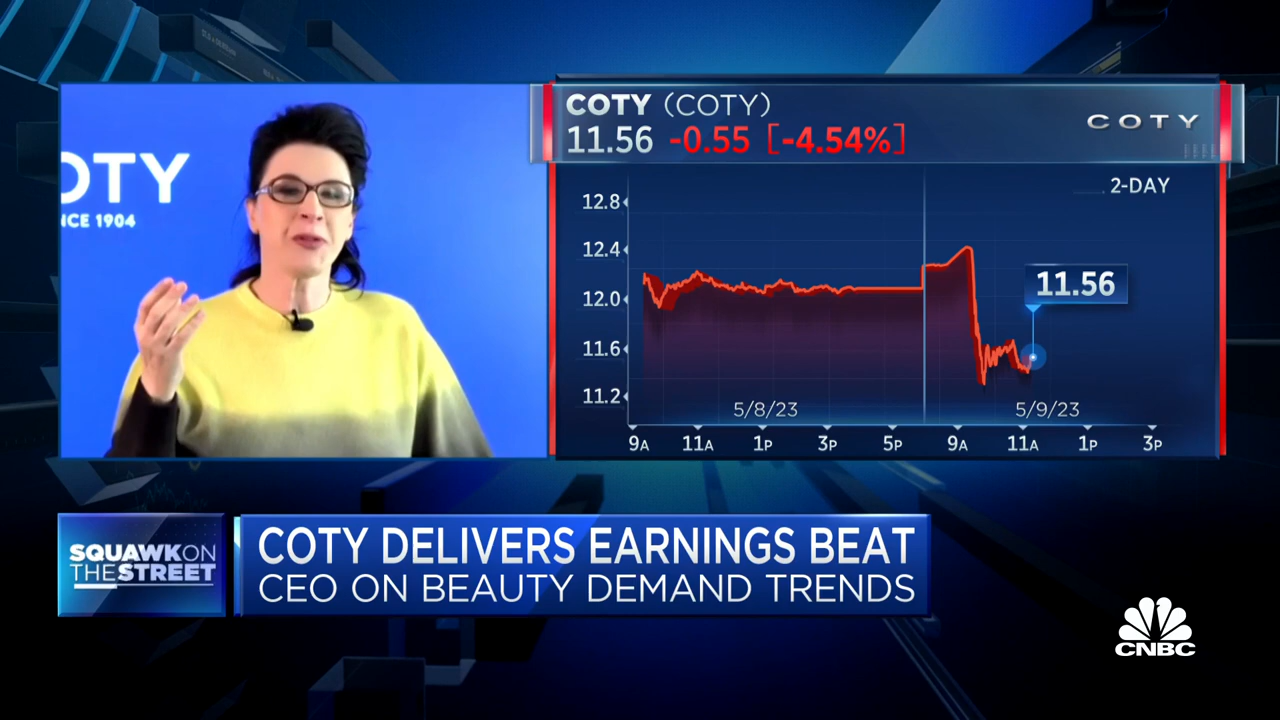 OTY
NCE 1904
COTY (COTY)
11.56 -0.55 [-4.54%]
COTY
2-DAY
12.8
12.4
12.0
11.6
11.2
11.56
5/8/23
5/9/23
9A 11A 1P 3P 5P 9A 11A 1P 3P
SQUAWK ON
THE STREET
COTY DELIVERS EARNINGS BEAT
CEO ON BEAUTY DEMAND TRENDS
CNBC